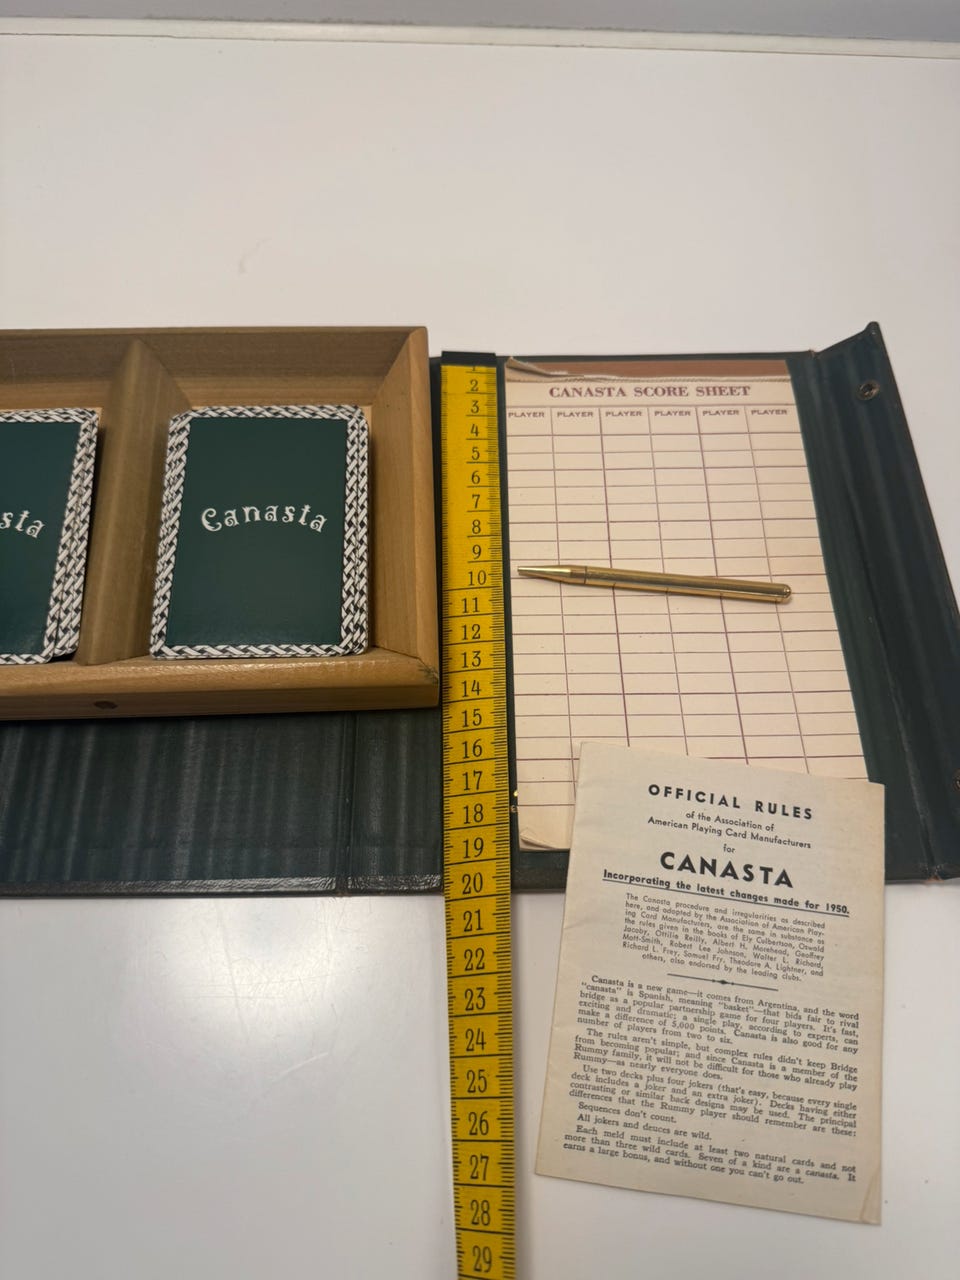 sta
Canasta
1
2
3
4
5
6
7
8
9
10
11
12
13
14
15
16
17
18
19
20
21
22
23
24
25
26
27
28
29
CANASTA SCORE SHEET
PLAYER PLAYER PLAYER PLAYER PLAYER PLAYER
OFFICIAL RULES
of the Association of
American Playing Card Manufacturers
for
CANASTA
Incorporating the latest changes made for 1950.
The Canasta procedure and irregularities as described
here, and adopted by the Association of American Play-
ing Card Manufacturers, are the same in substance as
the rules given in the books of Ely Culbertson, Oswald
Jacoby, Ottilie Reilly, Albert H. Morehead, Geoffrey
Mott-Smith, Robert Lee Johnson, Walter L. Richard,
Richard L. Frey, Samuel Fry, Theodore A. Lightner, and
others, also endorsed by the leading clubs.
Canasta is a new game—it comes from Argentina, and the word
"canasta" is Spanish, meaning "basket"—that bids fair to rival
bridge as a popular partnership game for four players. It's fast,
exciting and dramatic; a single play, according to experts, can
make a difference of 5,000 points. Canasta is also good for any
number of players from two to six.
The rules aren't simple, but complex rules didn't keep Bridge
from becoming popular; and since Canasta is a member of the
Rummy family, it will not be difficult for those who already play
Rummy—as nearly everyone does.
Use two decks plus four jokers (that's easy, because every single
deck includes a joker and an extra joker). Decks having either
contrasting or similar back designs may be used. The principal
differences that the Rummy player should remember are these:
Sequences don't count.
All jokers and deuces are wild.
Each meld must include at least two natural cards and not
more than three wild cards. Seven of a kind are a canasta. It
earns a large bonus, and without one you can't go out.